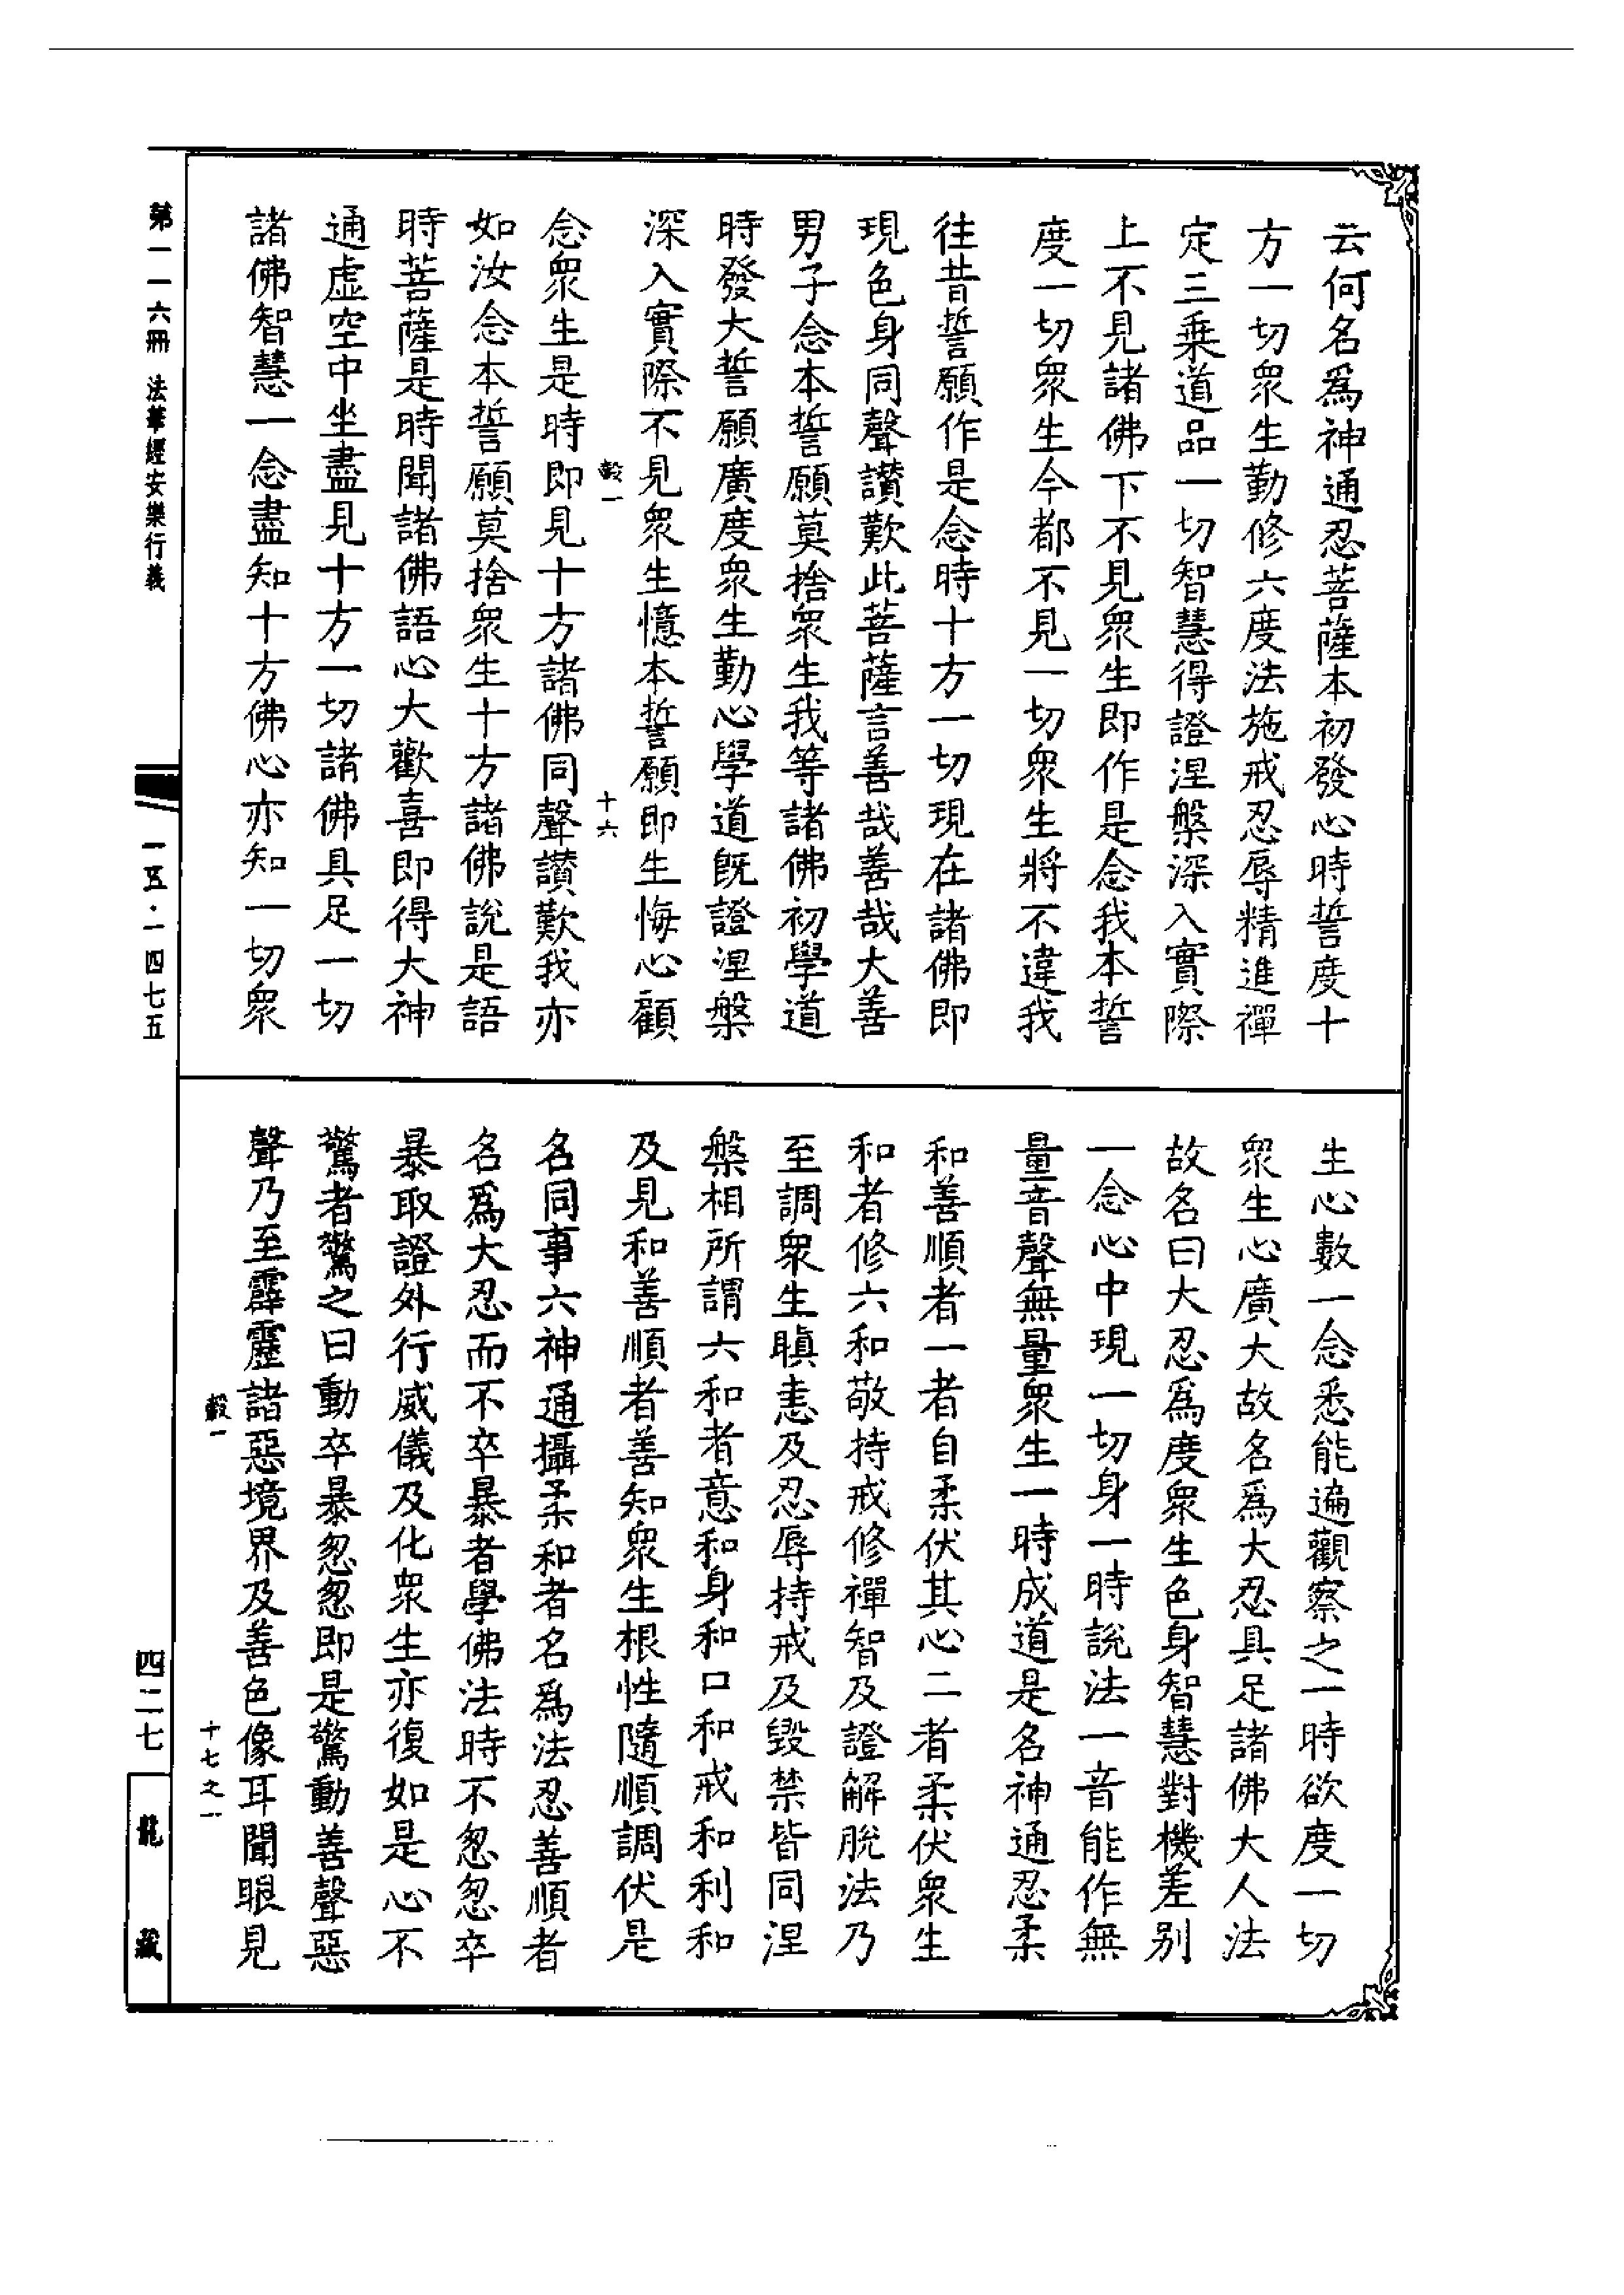 云何名爲神通忍菩薩本初發心時誓度十
方一切衆生勤修六度法施戒忍辱精進禪
定三乘道品一切智慧得證涅槃深入實際
上不見諸佛下不見衆生即作是念我本誓
度一切衆生今都不見一切衆生將不違我
往昔誓願作是念時十方一切現在諸佛即
現色身同聲讃歎此菩薩言善哉善哉大善
男子念本誓願莫捨衆生我等諸佛初學道
時發大誓願廣度衆生勤心學道旣證涅槃
深入實際不見衆生憶本誓願即生悔心顧
穀一
十六
念衆生是時即見十方諸佛同聲讃歎我亦
如汝念本誓願莫捨衆生十方諸佛說是語
時菩薩是時聞諸佛語心大歡喜即得大神
通虛空中坐盡見十方一切諸佛具足一切
諸佛智慧一念盡知十方佛心亦知一切衆
生心數一念悉能遍觀察之一時欲度一切
衆生心廣大故名爲大忍具足諸佛大人法
故名曰大忍爲度衆生色身智慧對機差别
一念心中現一切身一時說法一音能作無
量音聲無量衆生一時成道是名神通忍柔
和善順者一者自柔伏其心二者柔伏衆生
和者修六和敬持戒修禪智及證解脫法乃
至調衆生瞋恚及忍辱持戒及毀禁皆同涅
槃相所謂六和者意和身和口和戒和利和
及見和善順者善知衆生根性隨順調伏是
名同事六神通攝柔和者名爲法忍善順者
名爲大忍而不卒暴者學佛法時不怱怱卒
暴取證外行威儀及化衆生亦復如是心不
驚者驚之曰動卒暴怱怱即是驚動善聲惡
聲乃至霹靂諸惡境界及善色像耳聞眼見
穀一
十七之一
第一一六冊 法華經安樂行義
一五·一四七五
四二七
龍藏